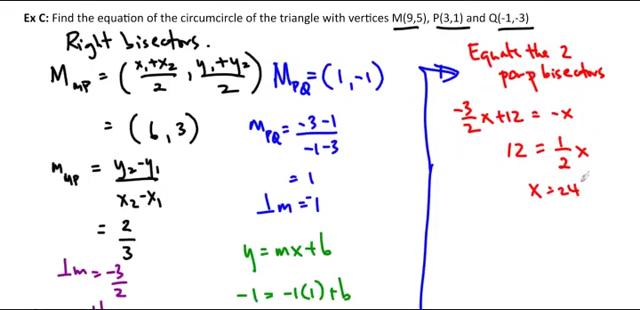 Ex C: Find the equation of the circumcircle of the triangle with vertices M(9,5), P(3,1) and Q(-1,-3)
Right bisectors.
M_MP = (x₁+x₂/2, y₁+y₂/2)
= (6,3)
m_MP = y₂-y₁/x₂-x₁
= 2/3
⊥m = -3/2
M_PQ = (1,-1)
m_PQ = -3-1/-1-3
= 1
⊥m = -1
y = mx+b
-1 = -1(1)+b
Equate the 2
perp bisectors
-3/2 x+12 = -x
12 = 1/2 x
x = 24